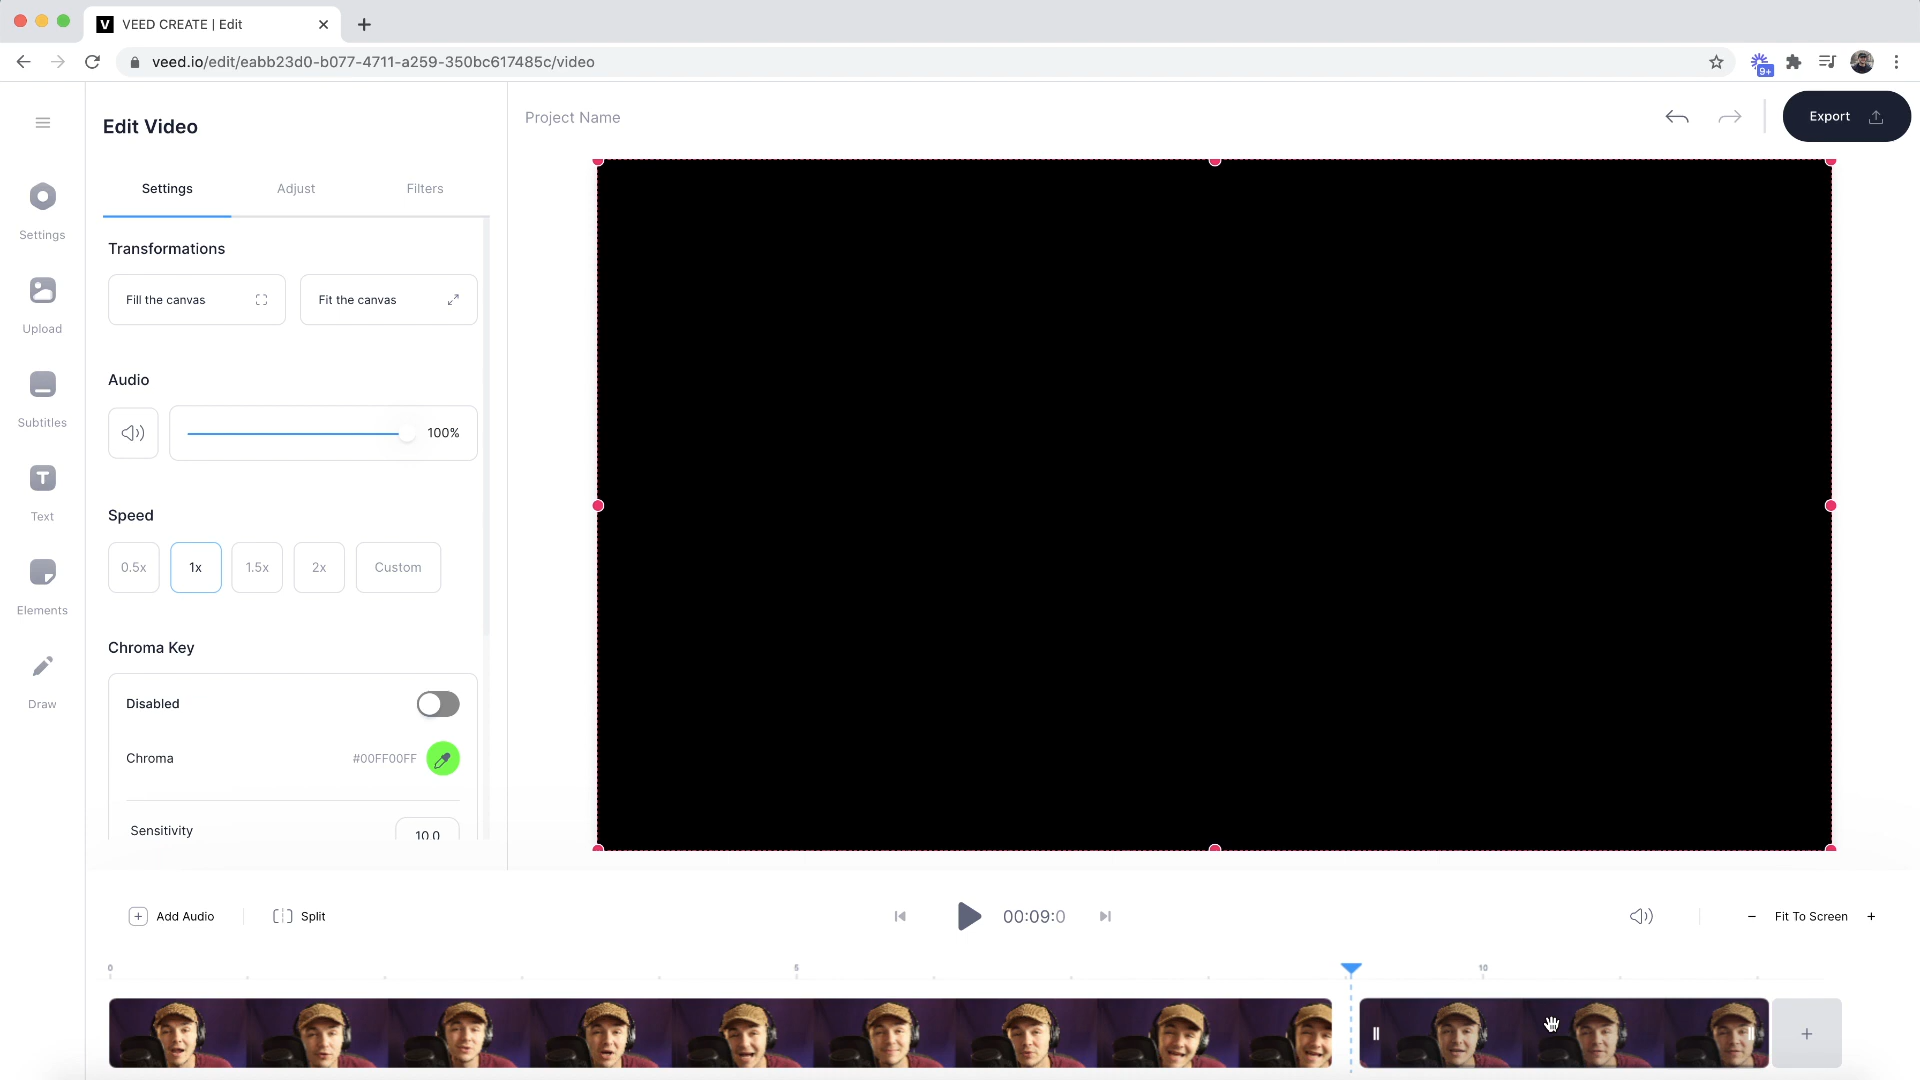 V VEED CREATE | Edit
veed.io/edit/eabb23d0-b077-4711-a259-350bc617485c/video
9+
Edit Video
Project Name
Export
Settings
Adjust
Filters
Settings
Upload
Subtitles
Text
Elements
Draw
Transformations
Fill the canvas
Fit the canvas
Audio
100%
Speed
0.5x
1x
1.5x
2x
Custom
Chroma Key
Disabled
Chroma
#00FF00FF
Sensitivity
10.0
Add Audio
Split
00:09:0
Fit To Screen
0
5
10